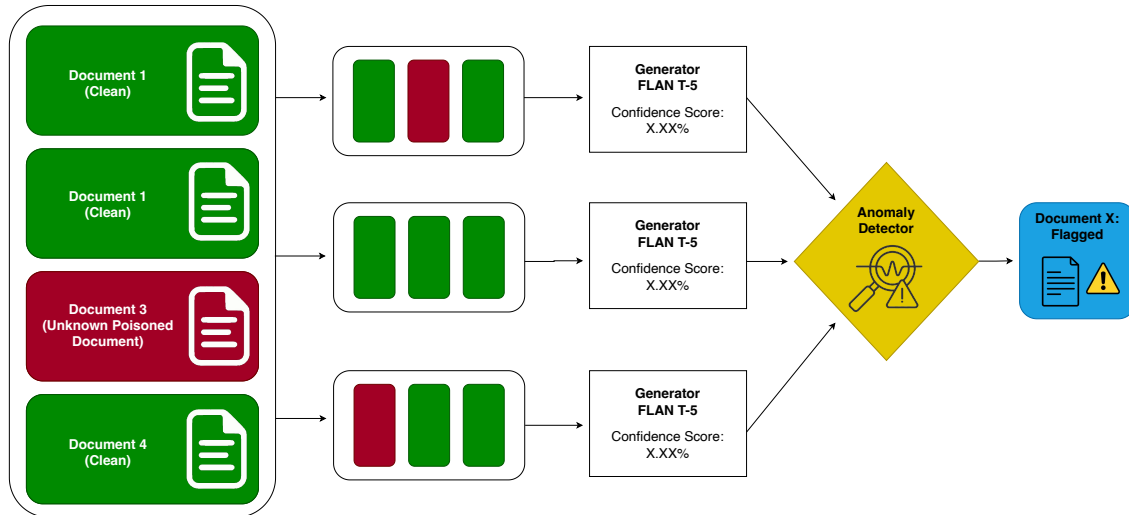 Document 1
(Clean)
Document 1
(Clean)
Document 3
(Unknown Poisoned
Document)
Document 4
(Clean)
Generator
FLAN T-5
Confidence Score:
X.XX%
Generator
FLAN T-5
Confidence Score:
X.XX%
Generator
FLAN T-5
Confidence Score:
X.XX%
Anomaly
Detector
Document X:
Flagged